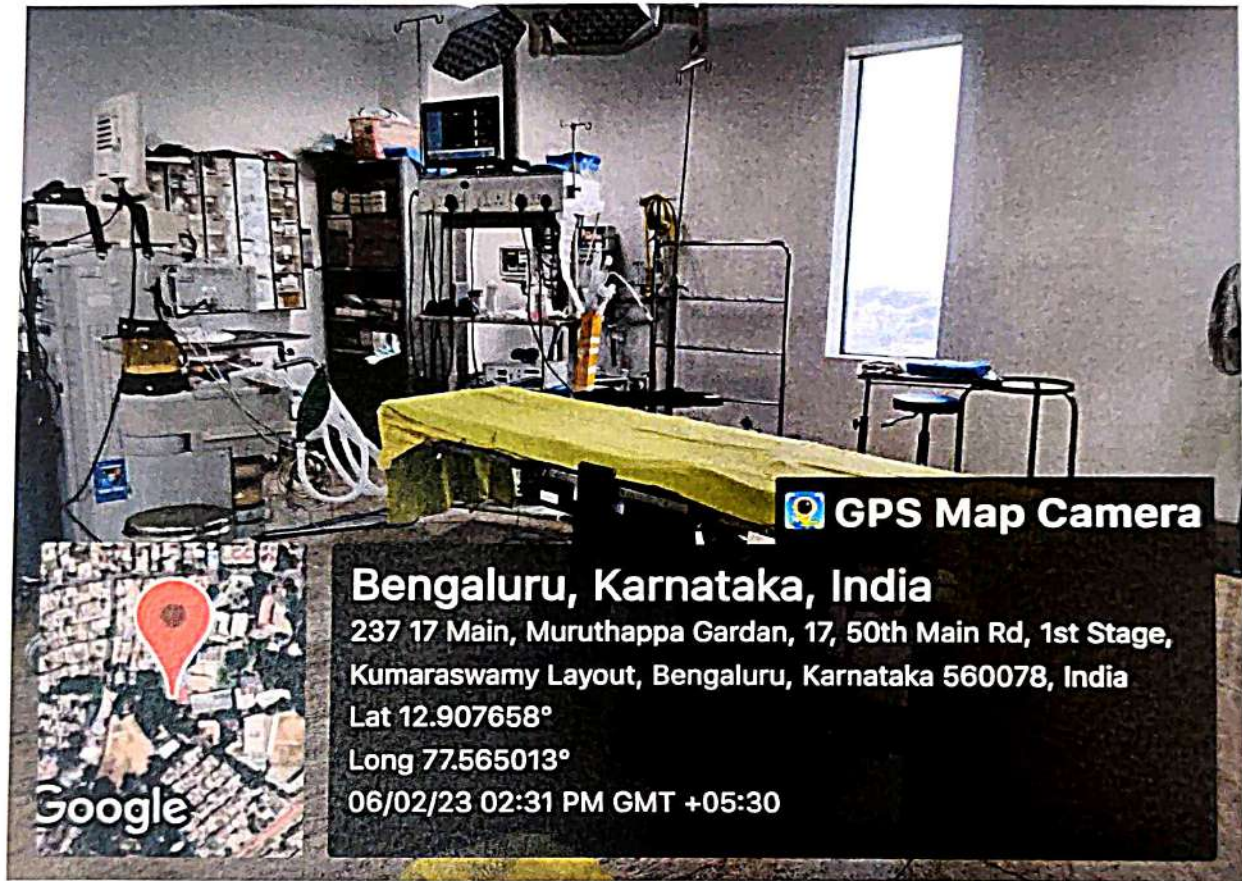 GPS Map Camera
Bengaluru, Karnataka, India
237 17 Main, Muruthappa Gardan, 17, 50th Main Rd, 1st Stage,
Kumaraswamy Layout, Bengaluru, Karnataka 560078, India
Lat 12.907658°
Long 77.565013°
06/02/23 02:31 PM GMT +05:30
Google